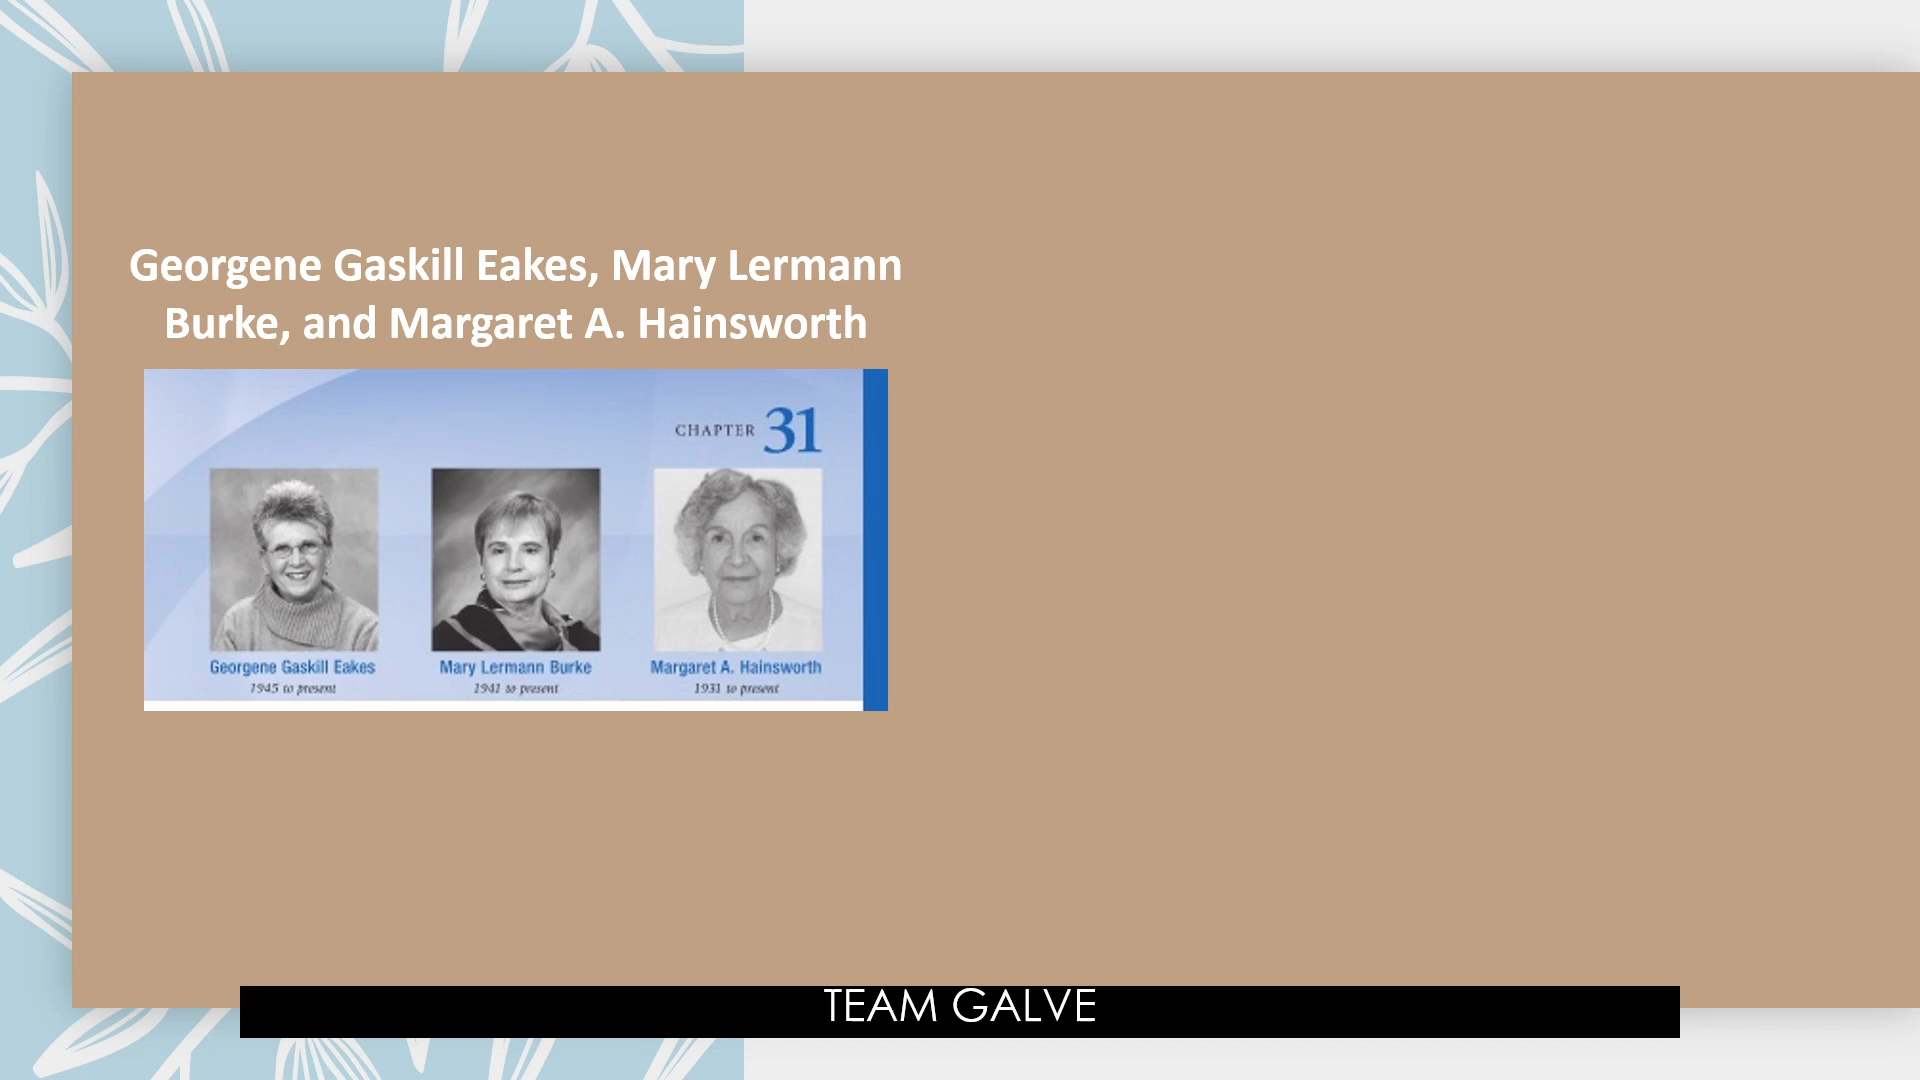 Georgene Gaskill Eakes, Mary Lermann
Burke, and Margaret A. Hainsworth
CHAPTER 31
Georgene Gaskill Eakes
1945 to present
Mary Lermann Burke
1941 to present
Margaret A. Hainsworth
1931 to present
TEAM GALVE